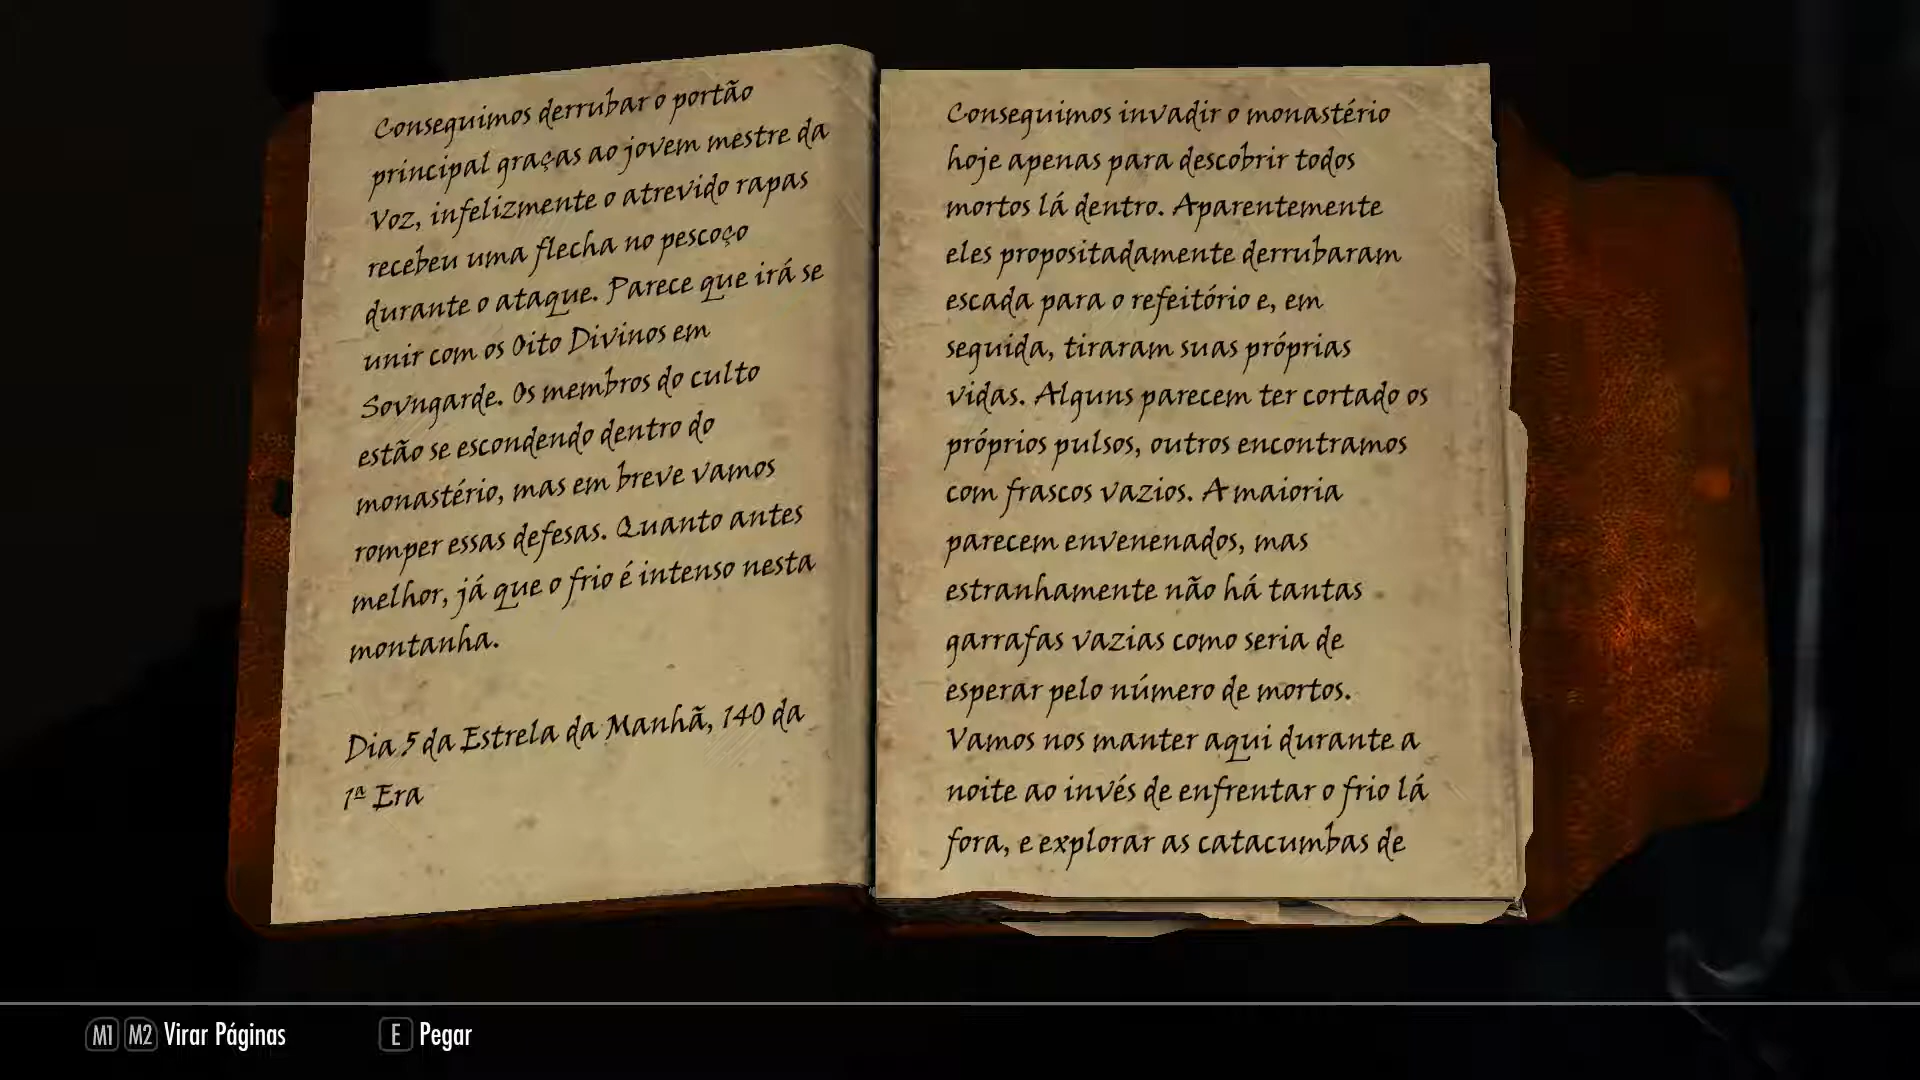 Conseguimos derrubar o portão
principal graças ao jovem mestre da
Voz, infelizmente o atrevido rapas
recebeu uma flecha no pescoço
durante o ataque. Parece que irá se
unir com os Oito Divinos em
Sovngarde. Os membros do culto
estão se escondendo dentro do
monastério, mas em breve vamos
romper essas defesas. Quanto antes
melhor, já que o frio é intenso nesta
montanha.
Dia 5 da Estrela da Manhã, 140 da
1ª Era
Conseguimos invadir o monastério
hoje apenas para descobrir todos
mortos lá dentro. Aparentemente
eles propositadamente derrubaram
escada para o refeitório e, em
seguida, tiraram suas próprias
vidas. Alguns parecem ter cortado os
próprios pulsos, outros encontramos
com frascos vazios. A maioria
parecem envenenados, mas
estranhamente não há tantas
garrafas vazias como seria de
esperar pelo número de mortos.
Vamos nos manter aqui durante a
noite ao invés de enfrentar o frio lá
fora, e explorar as catacumbas de
M1 M2 Virar Páginas E Pegar